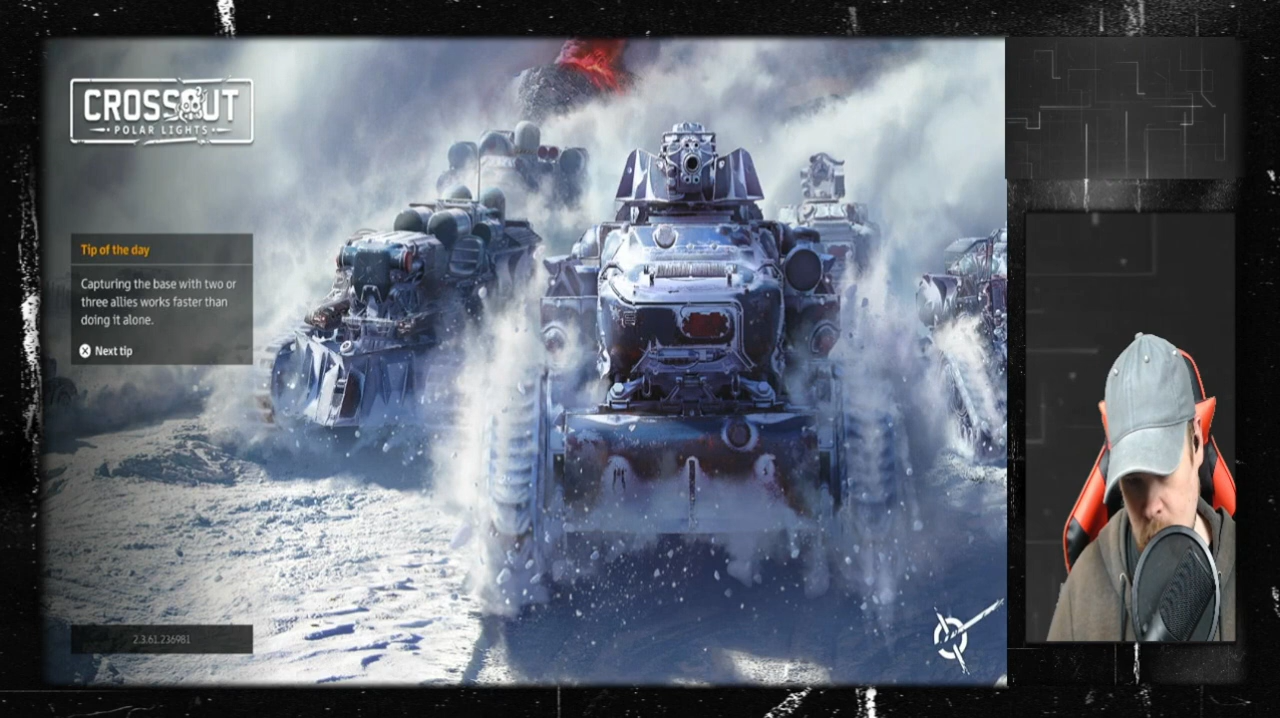 CROSSOUT
POLAR LIGHTS
Tip of the day
Capturing the base with two or
three allies works faster than
doing it alone.
Next tip
2.3.61.236981